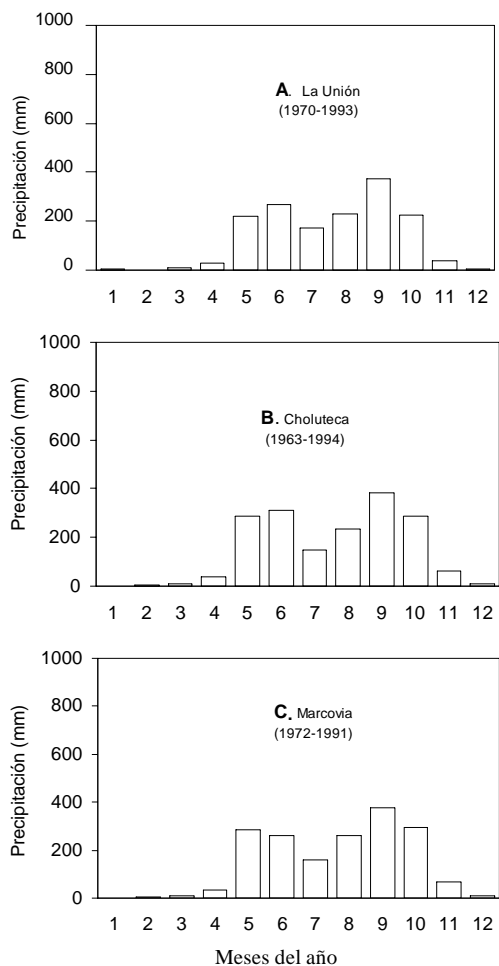 1000
800
600
400
200
0
Precipitación (mm)
A. La Unión
(1970-1993)
1 2 3 4 5 6 7 8 9 10 11 12
1000
800
600
400
200
0
Precipitación (mm)
B. Choluteca
(1963-1994)
1 2 3 4 5 6 7 8 9 10 11 12
1000
800
600
400
200
0
Precipitación (mm)
C. Marcovia
(1972-1991)
1 2 3 4 5 6 7 8 9 10 11 12
Meses del año